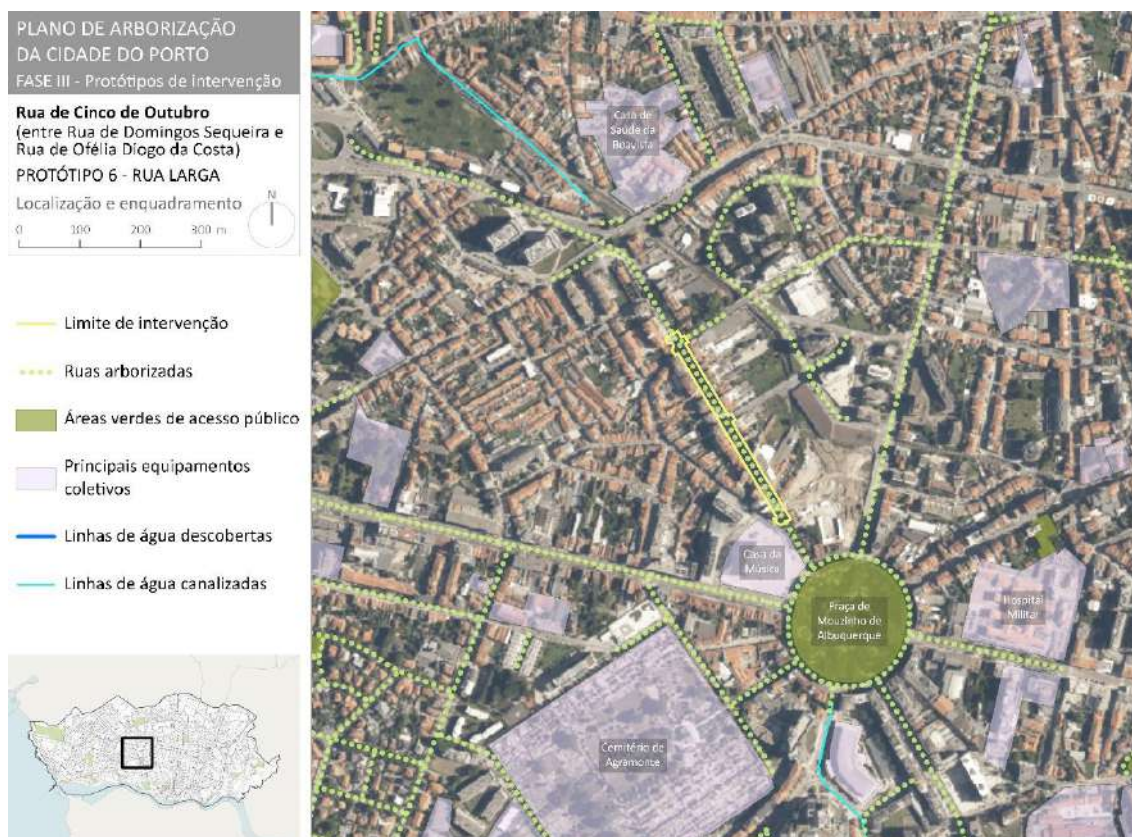 PLANO DE ARBORIZAÇÃO
DA CIDADE DO PORTO
FASE III - Protótipos de intervenção
Rua de Cinco de Outubro
(entre Rua de Domingos Sequeira e
Rua de Ofélia Diogo da Costa)
PROTÓTIPO 6 - RUA LARGA
Localização e enquadramento
N
0 100 200 300 m
Limite de intervenção
Ruas arborizadas
Áreas verdes de acesso público
Principais equipamentos
coletivos
Linhas de água descobertas
Linhas de água canalizadas
Casa de
Saúde da
Boavista
Casa da
Música
Praça de
Mouzinho de
Albuquerque
Hospital
Militar
Cemitério de
Agramonte